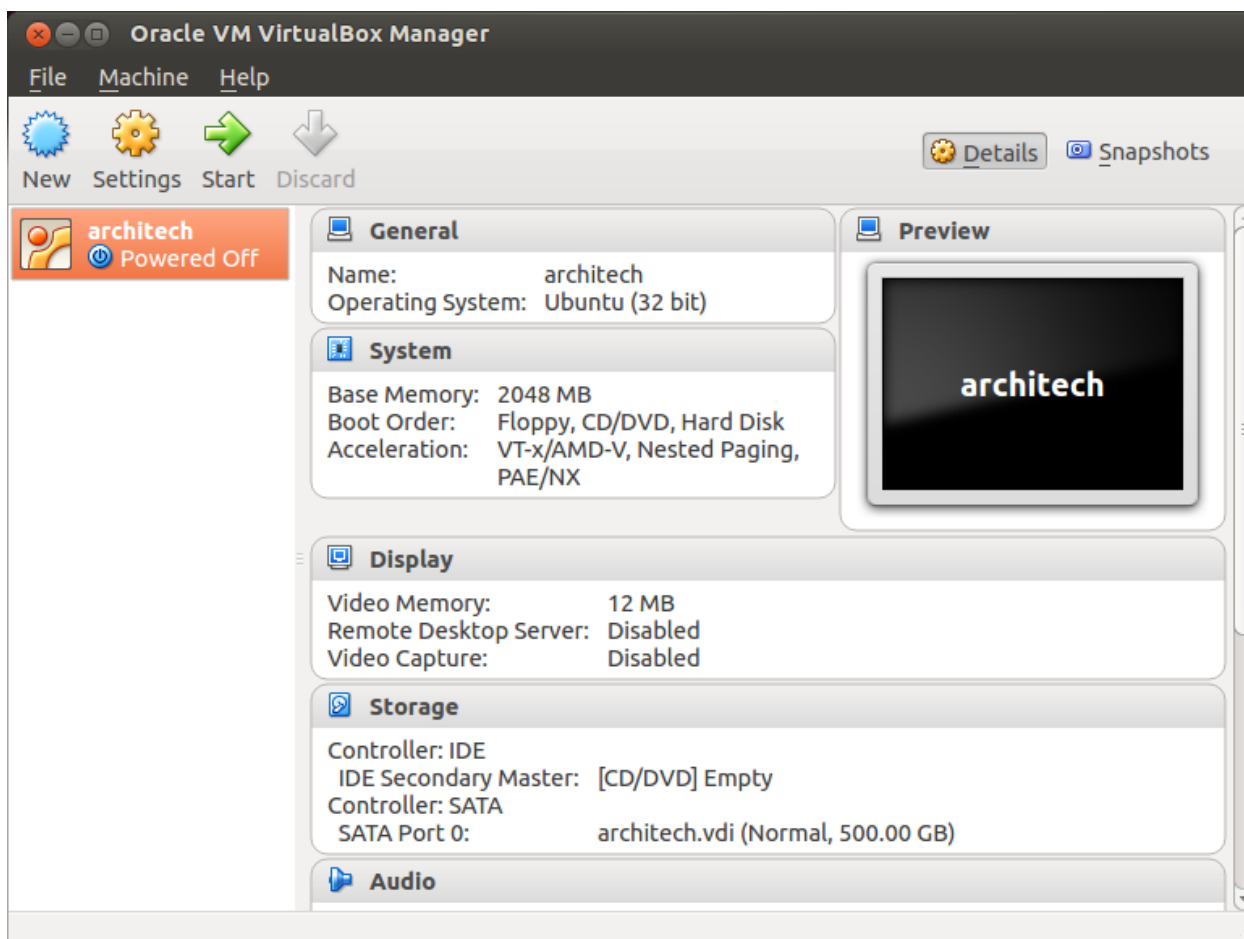 Oracle VM VirtualBox Manager
File Machine Help
New Settings Start Discard
Details Snapshots
architech
Powered Off
General
Name: architech
Operating System: Ubuntu (32 bit)
System
Base Memory: 2048 MB
Boot Order: Floppy, CD/DVD, Hard Disk
Acceleration: VT-x/AMD-V, Nested Paging,
PAE/NX
Preview
architech
Display
Video Memory: 12 MB
Remote Desktop Server: Disabled
Video Capture: Disabled
Storage
Controller: IDE
IDE Secondary Master: [CD/DVD] Empty
Controller: SATA
SATA Port 0: architech.vdi (Normal, 500.00 GB)
Audio